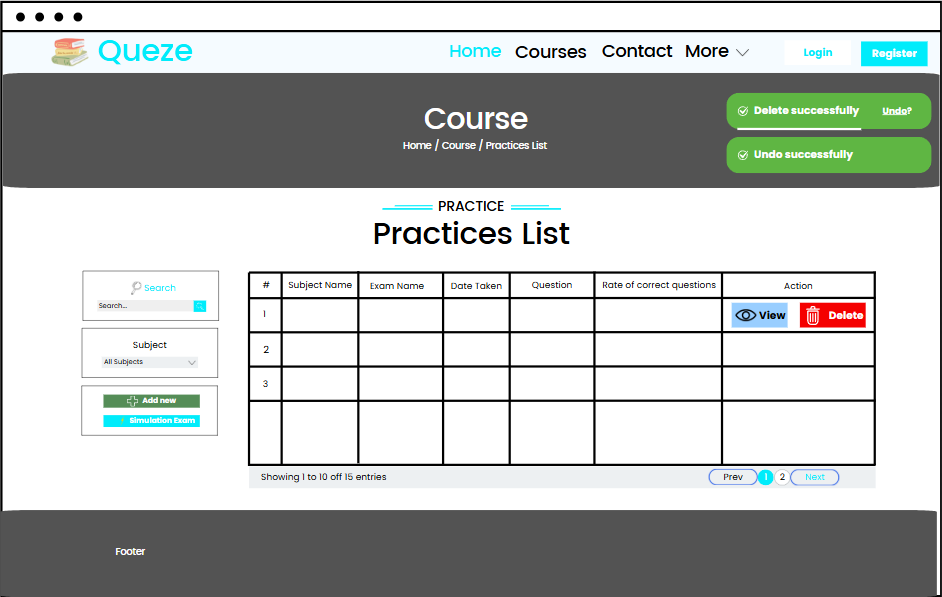 Queze
Home Courses Contact More
Login
Register
Course
Home / Course / Practices List
Delete successfully Undo?
Undo successfully
PRACTICE
Practices List
Search
Search...
Subject
All Subjects
Add new
Simulation Exam
# Subject Name Exam Name Date Taken Question Rate of correct questions Action
1 View Delete
2
3
Showing 1 to 10 off 15 entries
Prev 1 2 Next
Footer